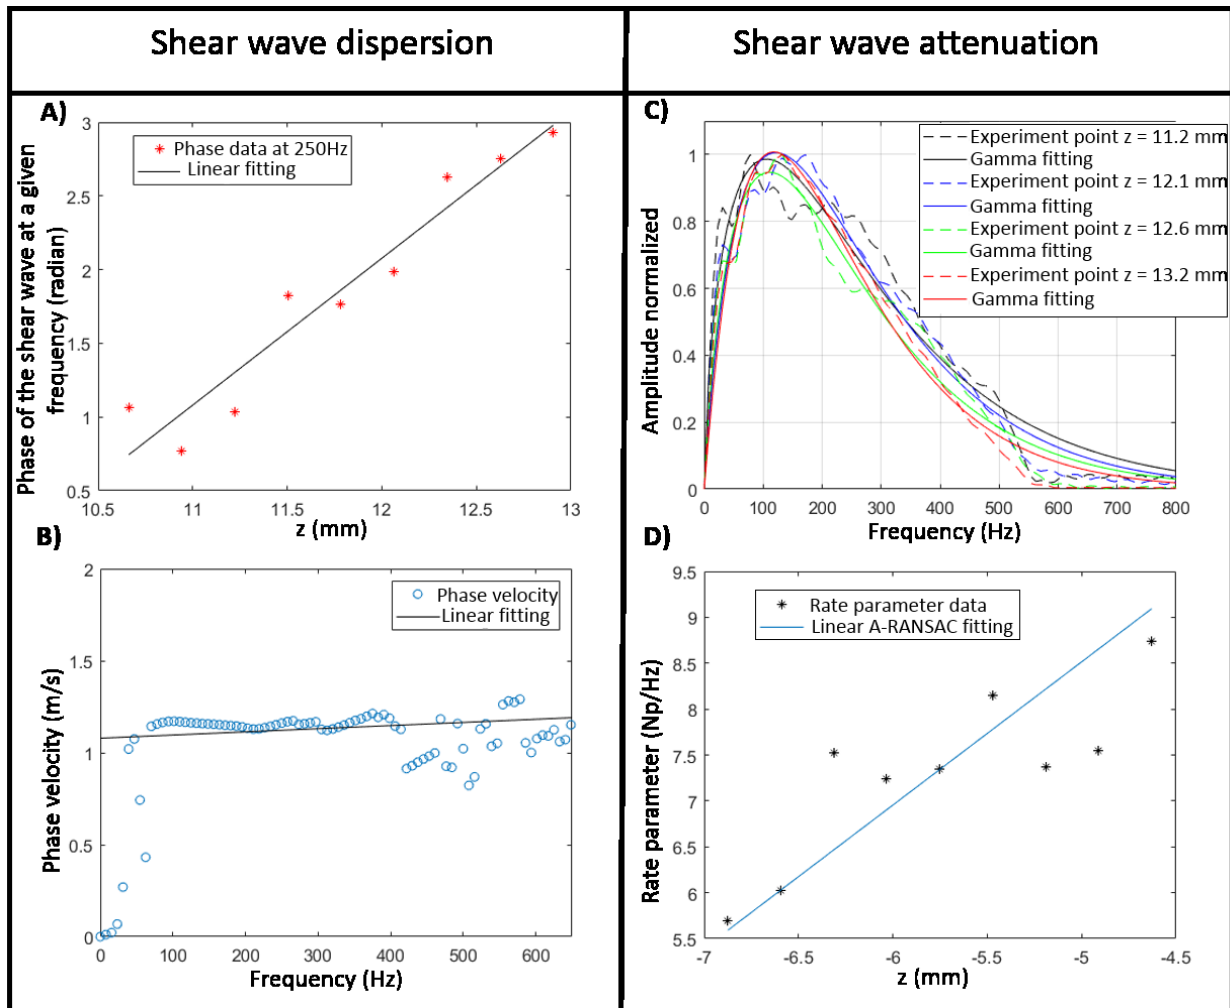 Shear wave dispersion
Shear wave attenuation
A)
Phase of the shear wave at a given
frequency (radian)
3
2.5
2
1.5
1
0.5
Phase data at 250Hz
Linear fitting
10.5 11 11.5 12 12.5 13
z (mm)
B)
Phase velocity (m/s)
2
1.5
1
0.5
0
Phase velocity
Linear fitting
0 100 200 300 400 500 600
Frequency (Hz)
C)
Amplitude normalized
1
0.8
0.6
0.4
0.2
0
Experiment point z = 11.2 mm
Gamma fitting
Experiment point z = 12.1 mm
Gamma fitting
Experiment point z = 12.6 mm
Gamma fitting
Experiment point z = 13.2 mm
Gamma fitting
0 100 200 300 400 500 600 700 800
Frequency (Hz)
D)
Rate parameter (Np/Hz)
9.5
9
8.5
8
7.5
7
6.5
6
5.5
Rate parameter data
Linear A-RANSAC fitting
-7 -6.5 -6 -5.5 -5 -4.5
z (mm)